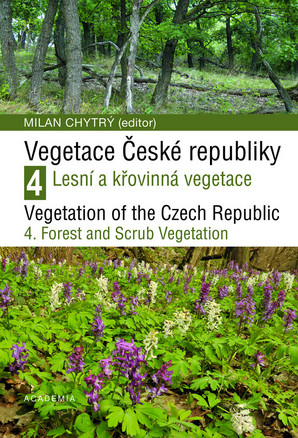 MILAN CHYTRÝ (editor)
Vegetace České republiky
4 Lesní a křovinná vegetace
Vegetation of the Czech Republic
4. Forest and Scrub Vegetation
ACADEMIA